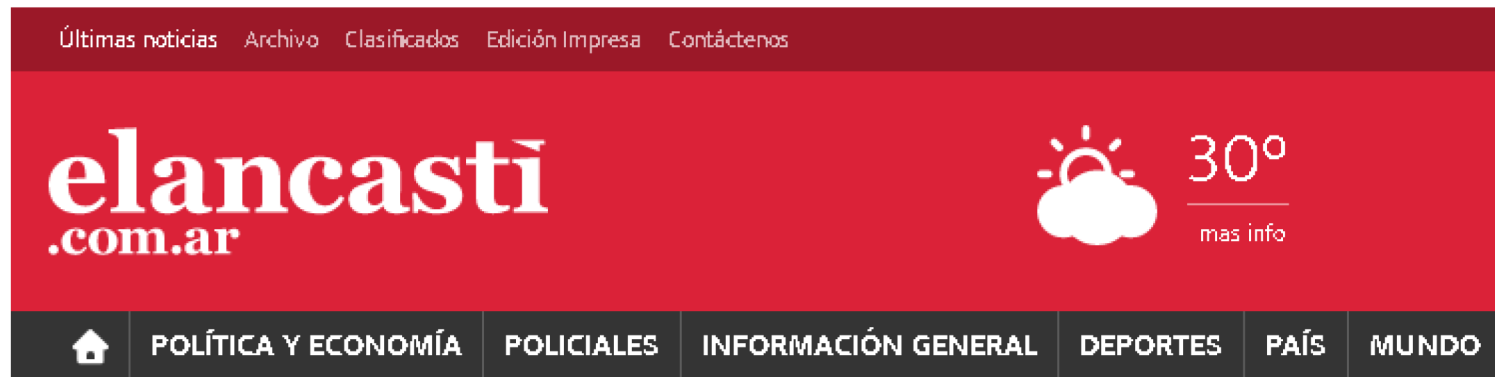 Últimas noticias Archivo Clasificados Edición Impresa Contáctenos
elancasti
.com.ar
30º
mas info
POLÍTICA Y ECONOMÍA POLICIALES INFORMACIÓN GENERAL DEPORTES PAÍS MUNDO